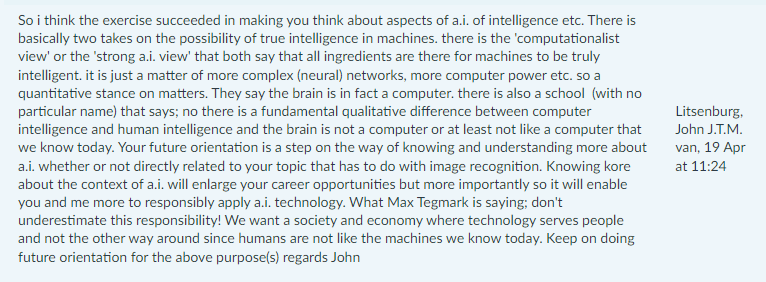 So i think the exercise succeeded in making you think about aspects of a.i. of intelligence etc. There is
basically two takes on the possibility of true intelligence in machines. there is the 'computationalist
view' or the 'strong a.i. view' that both say that all ingredients are there for machines to be truly
intelligent. it is just a matter of more complex (neural) networks, more computer power etc. so a
quantitative stance on matters. They say the brain is in fact a computer. there is also a school (with no
particular name) that says; no there is a fundamental qualitative difference between computer
intelligence and human intelligence and the brain is not a computer or at least not like a computer that
we know today. Your future orientation is a step on the way of knowing and understanding more about
a.i. whether or not directly related to your topic that has to do with image recognition. Knowing kore
about the context of a.i. will enlarge your career opportunities but more importantly so it will enable
you and me more to responsibly apply a.i. technology. What Max Tegmark is saying; don't
underestimate this responsibility! We want a society and economy where technology serves people
and not the other way around since humans are not like the machines we know today. Keep on doing
future orientation for the above purpose(s) regards John
Litsenburg,
John J.T.M.
van, 19 Apr
at 11:24